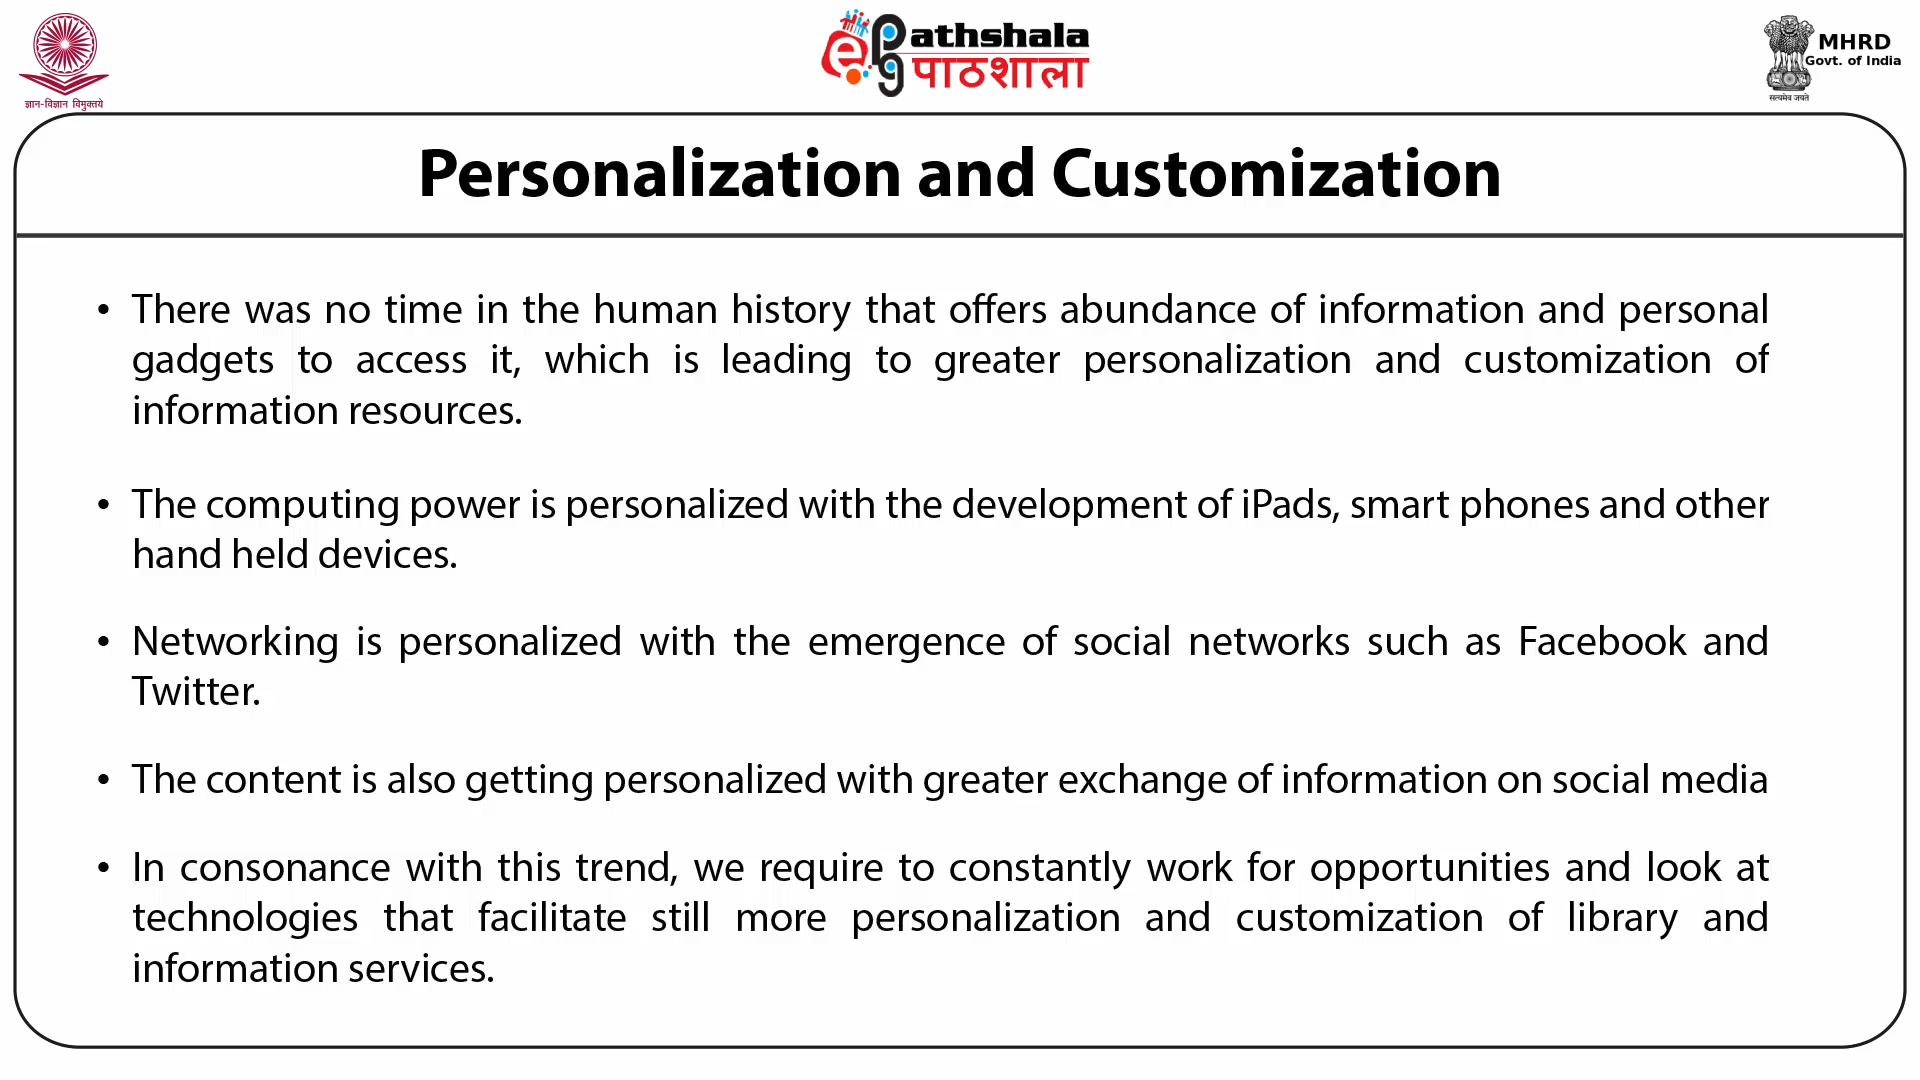 ज्ञान-विज्ञान विमुक्तये
ePathshala
पाठशाला
MHRD
Govt. of India
सत्यमेव जयते
Personalization and Customization
• There was no time in the human history that offers abundance of information and personal
gadgets to access it, which is leading to greater personalization and customization of
information resources.
• The computing power is personalized with the development of iPads, smart phones and other
hand held devices.
• Networking is personalized with the emergence of social networks such as Facebook and
Twitter.
• The content is also getting personalized with greater exchange of information on social media
• In consonance with this trend, we require to constantly work for opportunities and look at
technologies that facilitate still more personalization and customization of library and
information services.